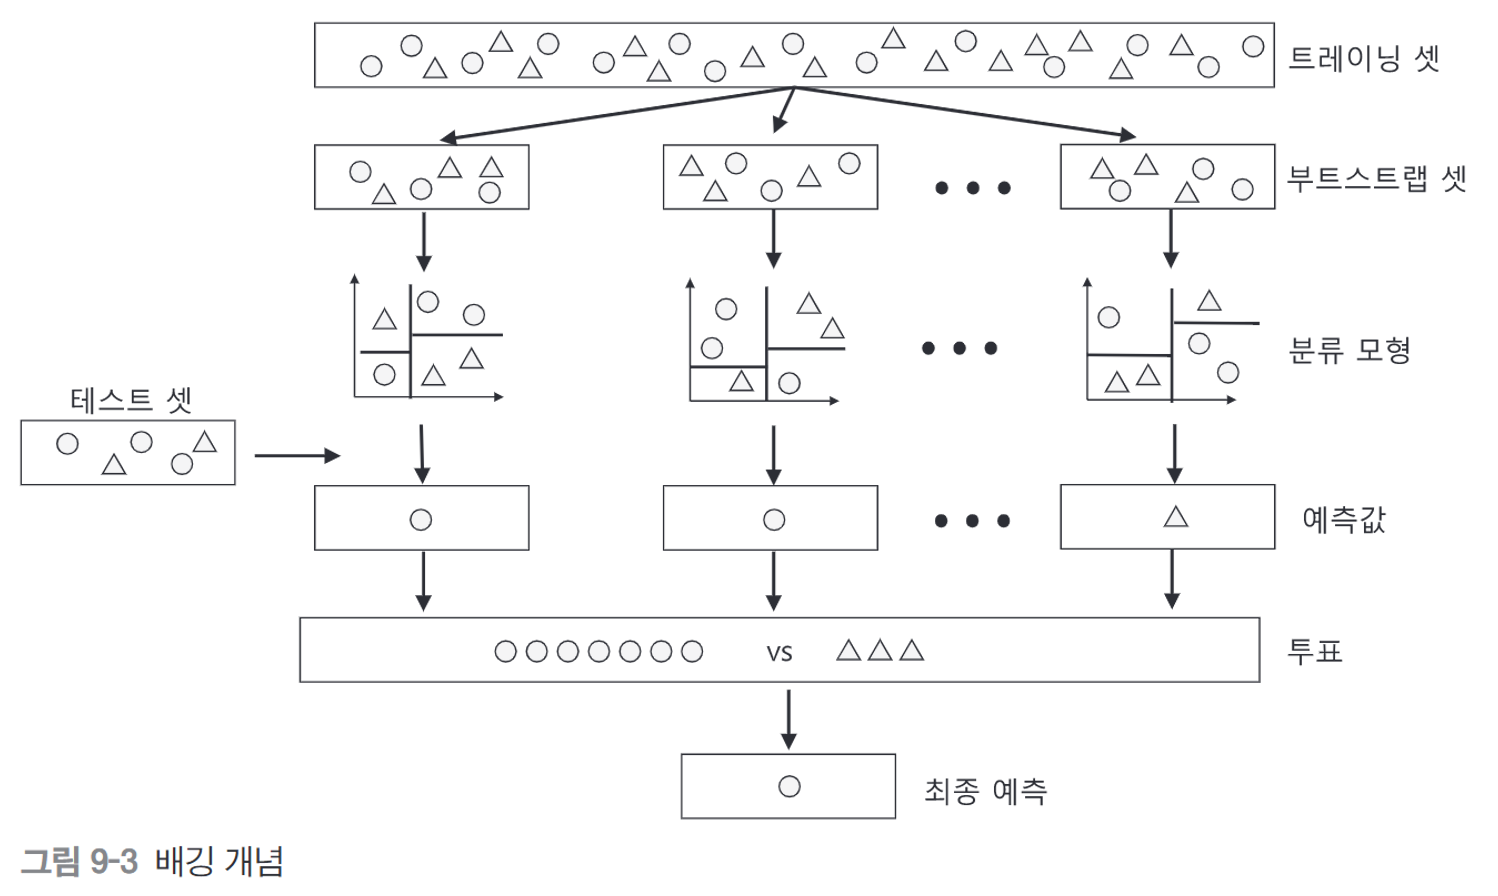 트레이닝 셋
부트스트랩 셋
분류 모형
테스트 셋
예측값
vs
투표
최종 예측
그림 9-3 배깅 개념